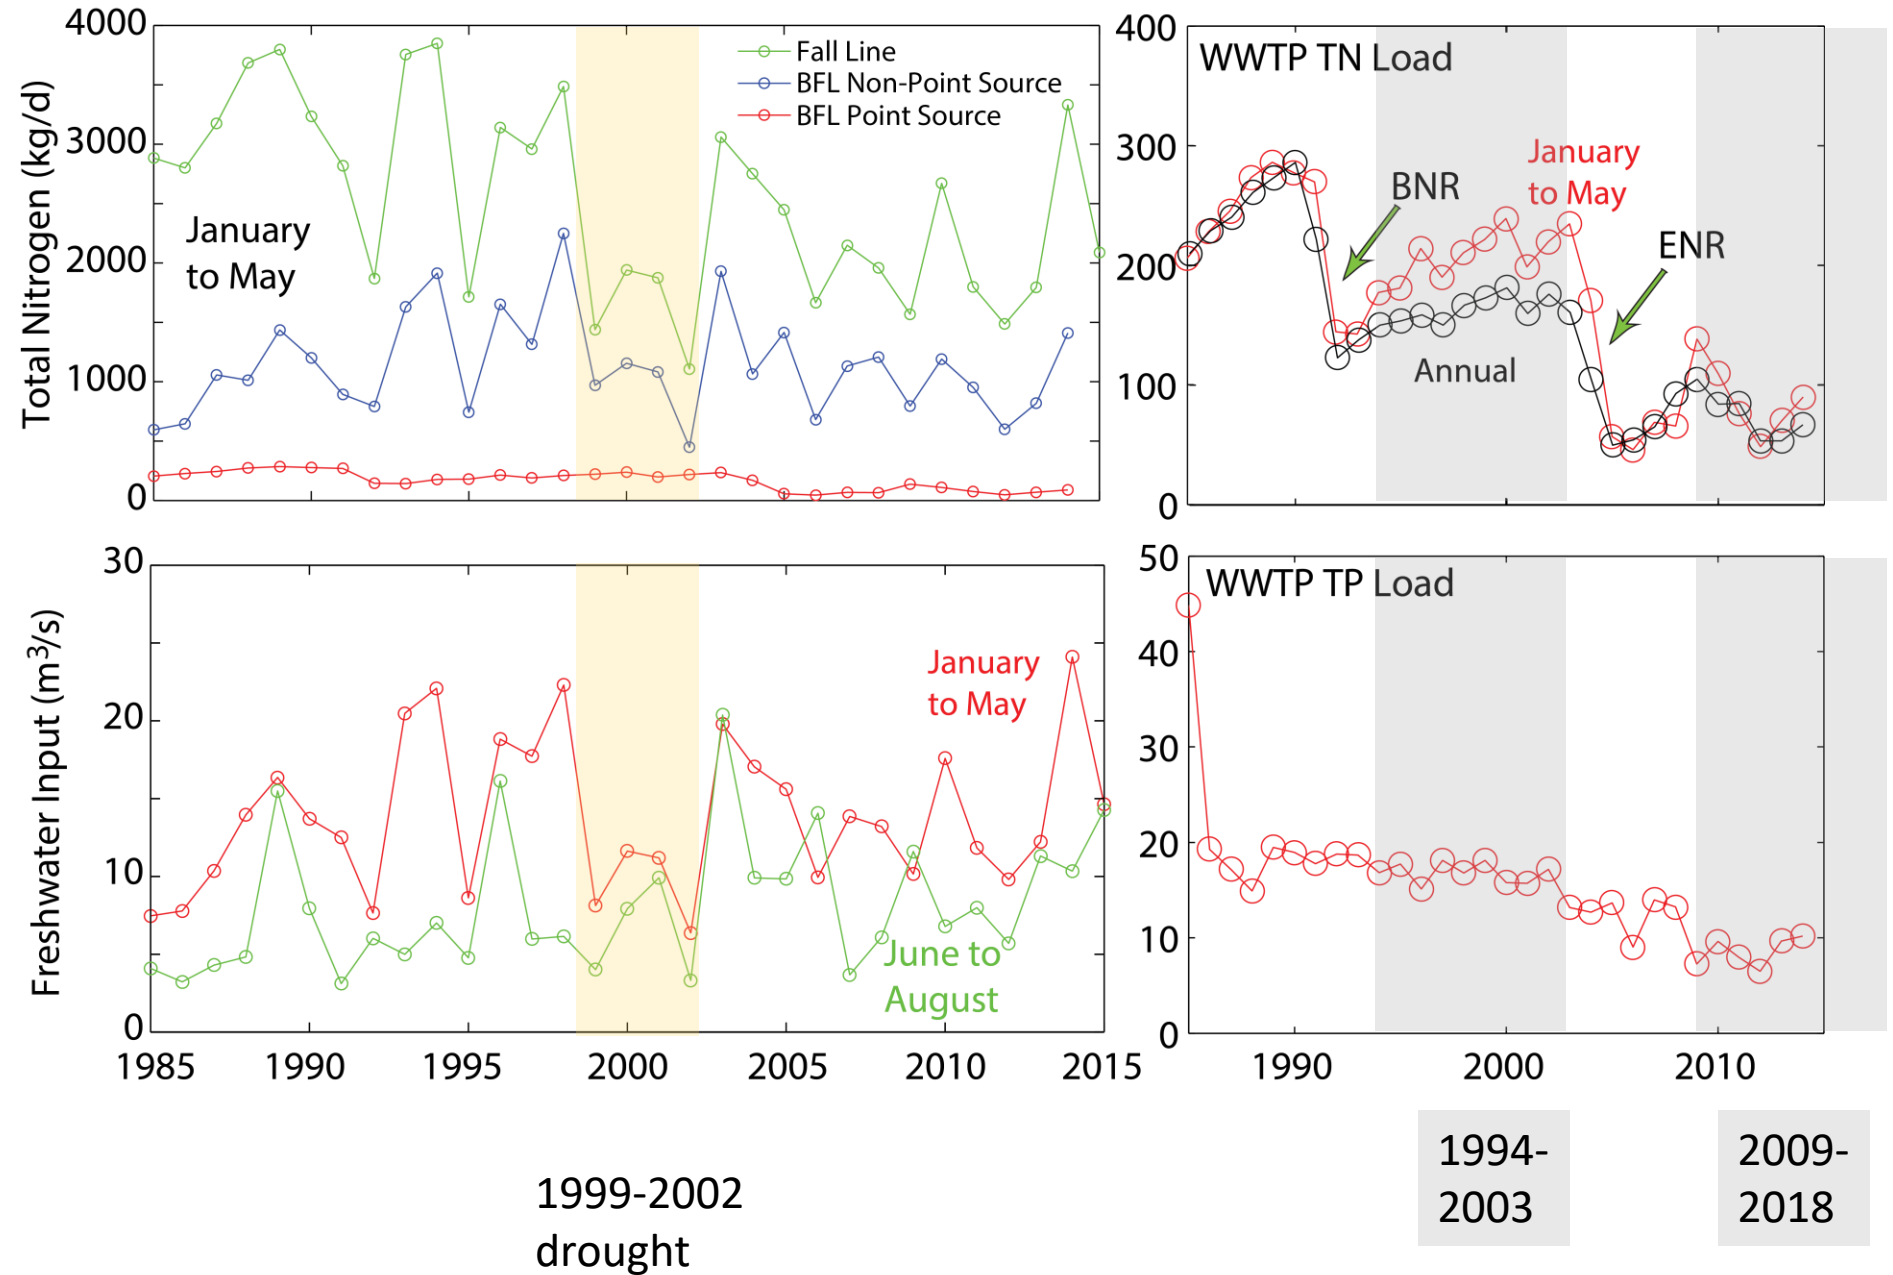 4000
3000
2000
1000
0
Total Nitrogen (kg/d)
January
to May
Fall Line
BFL Non-Point Source
BFL Point Source
400
300
200
100
0
WWTP TN Load
BNR
January
to May
ENR
Annual
30
20
10
0
Freshwater Input (m³/s)
January
to May
June to
August
1985
1990
1995
2000
2005
2010
2015
50
40
30
20
10
0
WWTP TP Load
1990
2000
2010
1999-2002
drought
1994-
2003
2009-
2018